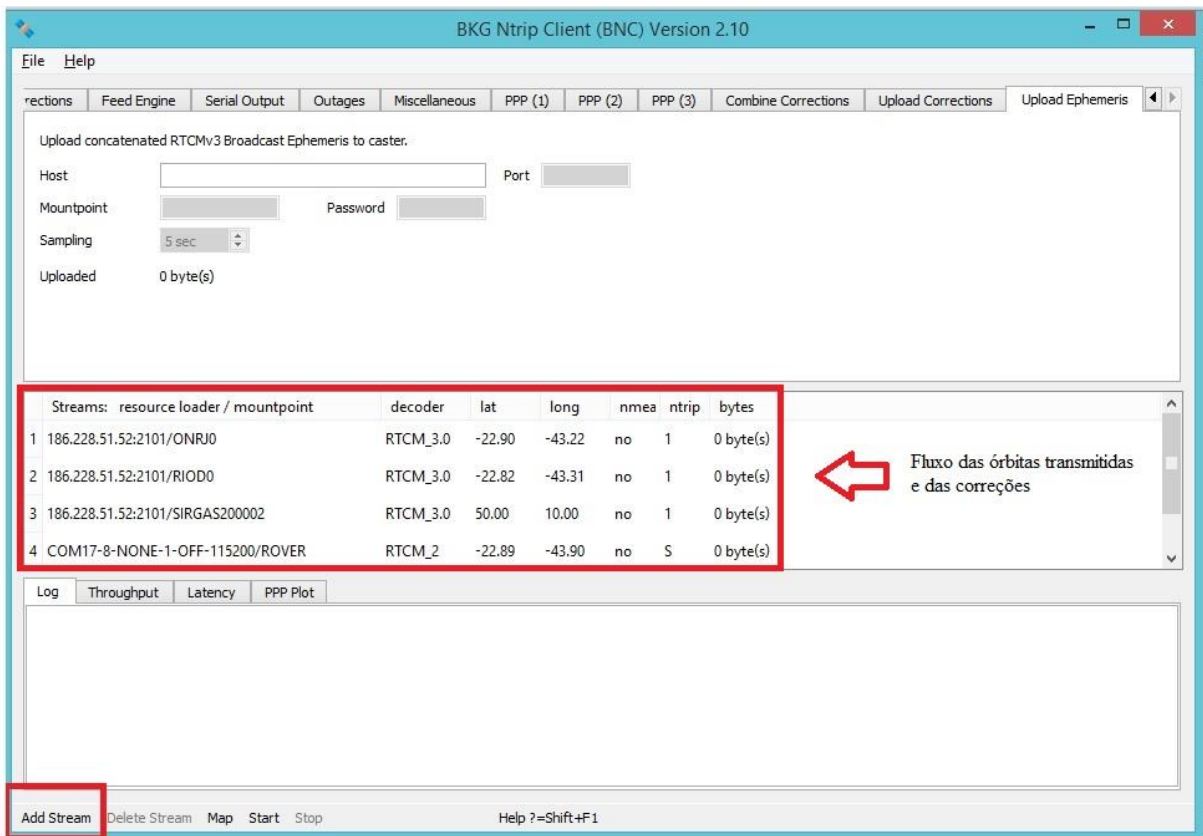 BKG Ntrip Client (BNC) Version 2.10
File Help
rections Feed Engine Serial Output Outages Miscellaneous PPP (1) PPP (2) PPP (3) Combine Corrections Upload Corrections Upload Ephemeris
Upload concatenated RTCMv3 Broadcast Ephemeris to caster.
Host Port
Mountpoint Password
Sampling 5 sec
Uploaded 0 byte(s)
Streams: resource loader / mountpoint decoder lat long nmea ntrip bytes
1 186.228.51.52:2101/ONRJ0 RTCM_3.0 -22.90 -43.22 no 1 0 byte(s)
2 186.228.51.52:2101/RIOD0 RTCM_3.0 -22.82 -43.31 no 1 0 byte(s)
3 186.228.51.52:2101/SIRGAS200002 RTCM_3.0 50.00 10.00 no 1 0 byte(s)
4 COM17-8-NONE-1-OFF-115200/ROVER RTCM_2 -22.89 -43.90 no S 0 byte(s)
Fluxo das órbitas transmitidas
e das correções
Log Throughput Latency PPP Plot
Add Stream Delete Stream Map Start Stop Help ?=Shift+F1